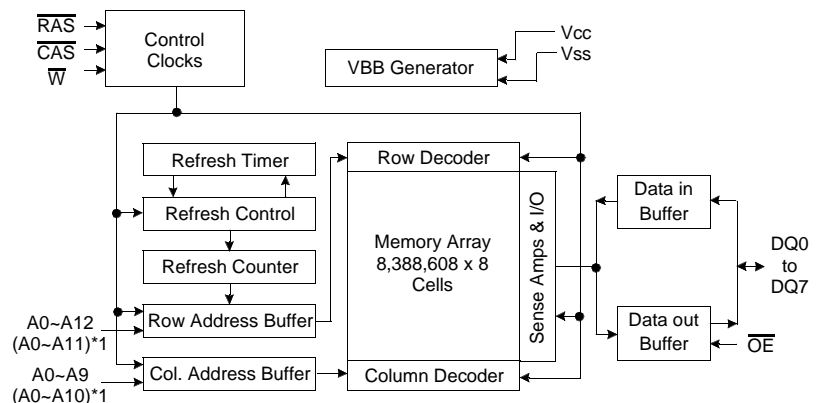 RAS
CAS
W
Control
Clocks
VBB Generator
Vcc
Vss
Refresh Timer
Refresh Control
Refresh Counter
Row Address Buffer
Col. Address Buffer
A0~A12
(A0~A11)*1
A0~A9
(A0~A10)*1
Row Decoder
Memory Array
8,388,608 x 8
Cells
Column Decoder
Sense Amps & I/O
Data in
Buffer
Data out
Buffer
DQ0
to
DQ7
OE